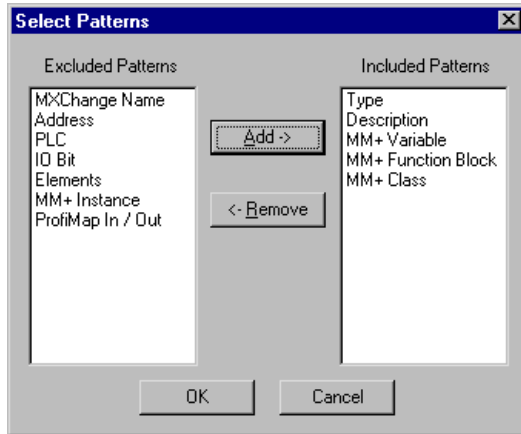 Select Patterns
Excluded Patterns
Included Patterns
MXChange Name
Address
PLC
IO Bit
Elements
MM+ Instance
ProfiMap In / Out
Add ->
<- Remove
Type
Description
MM+ Variable
MM+ Function Block
MM+ Class
OK
Cancel